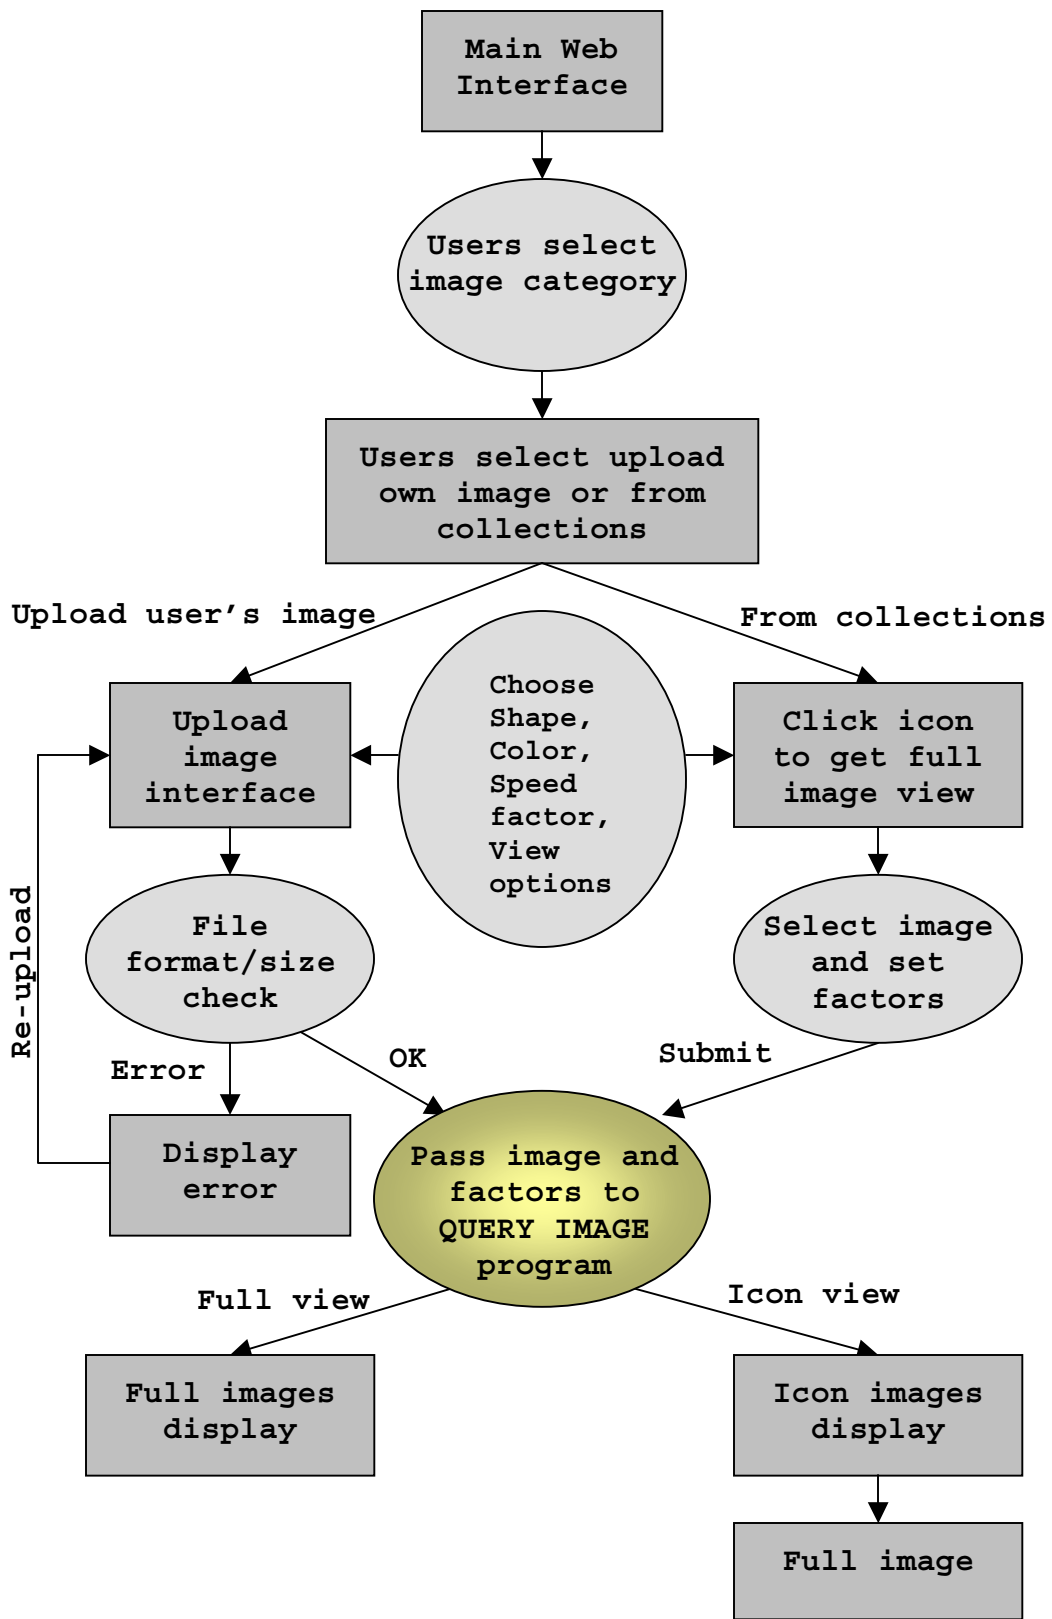 Main Web
Interface
Users select
image category
Users select upload
own image or from
collections
Upload user’s image
From collections
Upload
image
interface
Choose
Shape,
Color,
Speed
factor,
View
options
Click icon
to get full
image view
Re-upload
File
format/size
check
Select image
and set
factors
Error
OK
Submit
Display
error
Pass image and
factors to
QUERY IMAGE
program
Full view
Icon view
Full images
display
Icon images
display
Full image